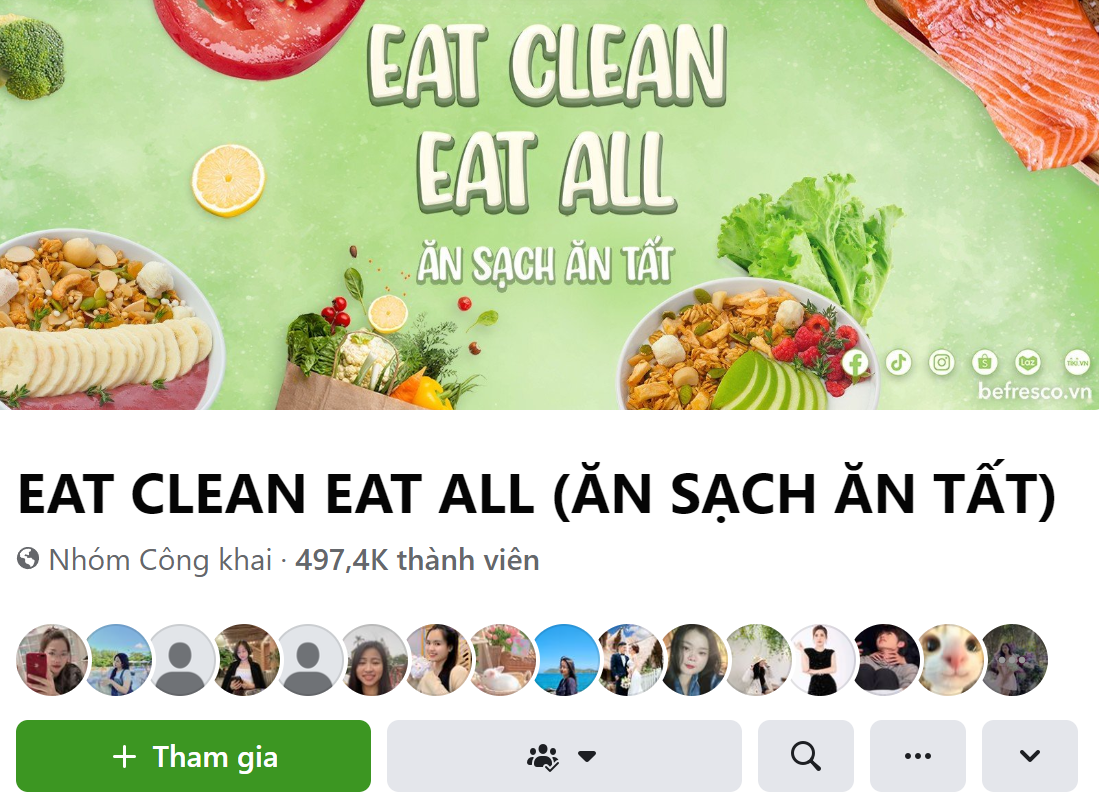 EAT CLEAN
EAT ALL
ĂN SẠCH ĂN TẤT
Laz
TIKI.VN
befresco.vn
EAT CLEAN EAT ALL (ĂN SẠCH ĂN TẤT)
Nhóm Công khai · 497,4K thành viên
+ Tham gia